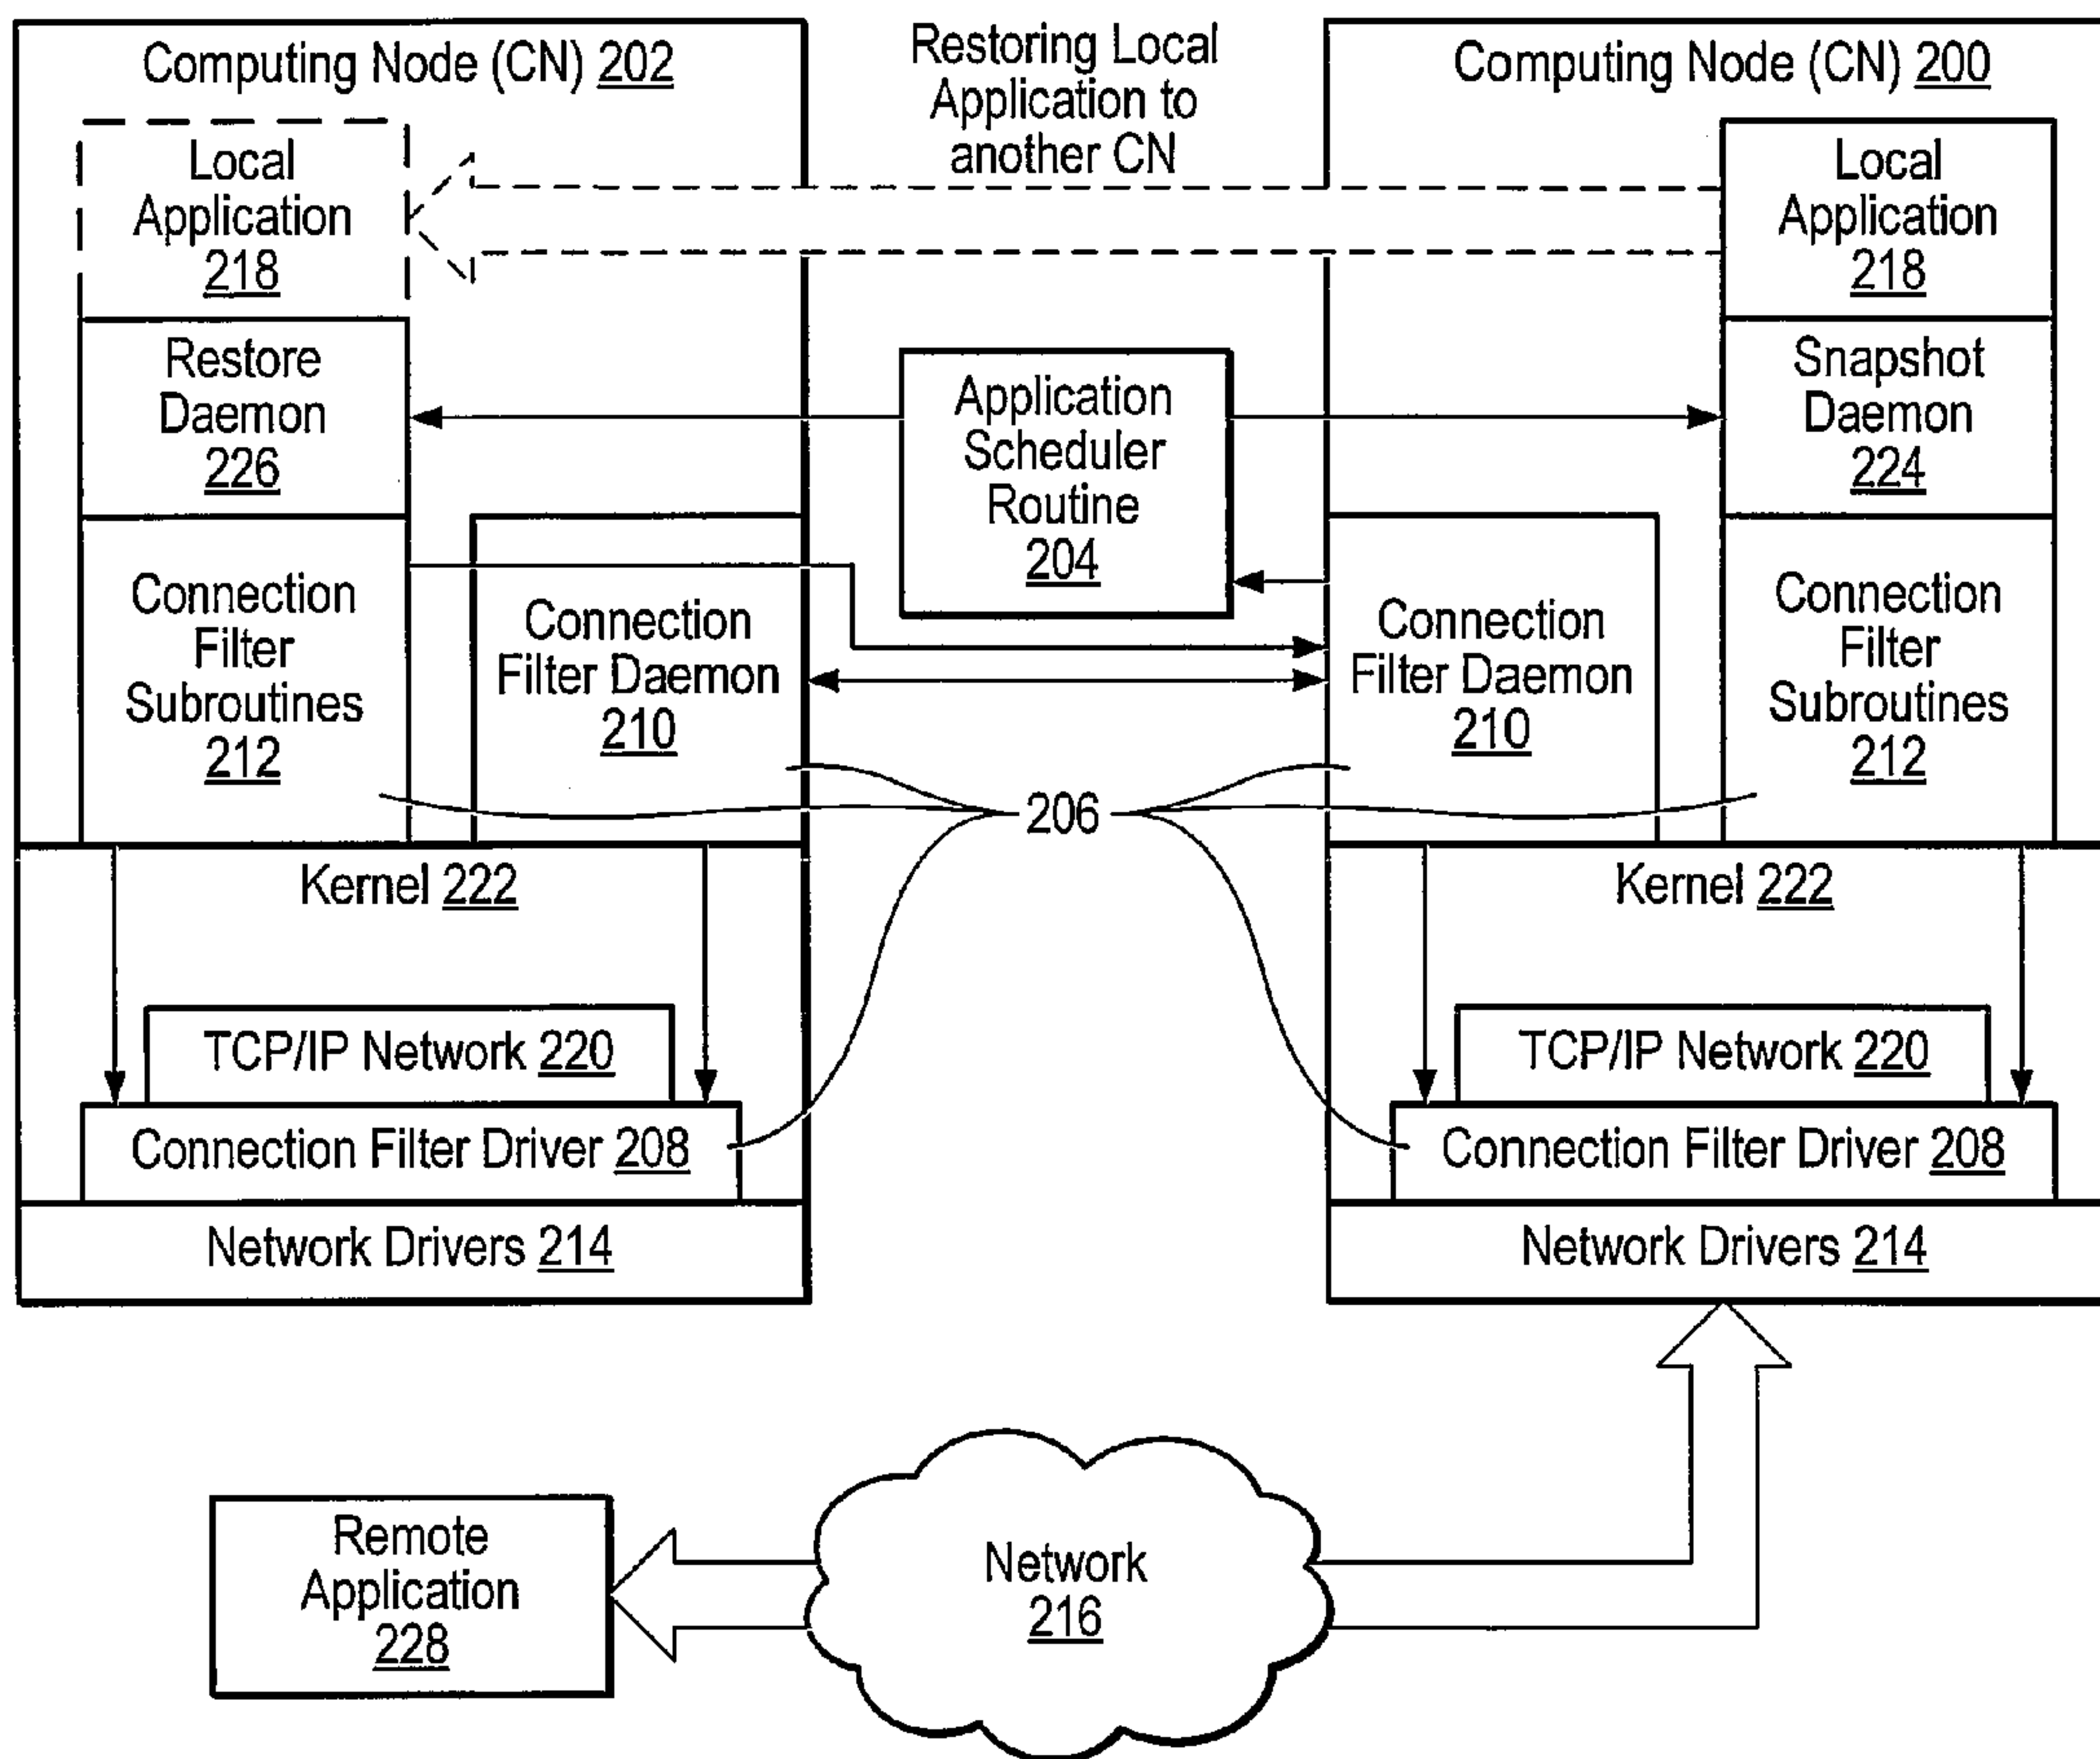 Computing Node (CN) 202
Local
Application
218
Restore
Daemon
226
Connection
Filter
Subroutines
212
Connection
Filter Daemon
210
Kernel 222
TCP/IP Network 220
Connection Filter Driver 208
Network Drivers 214
Restoring Local
Application to
another CN
Application
Scheduler
Routine
204
206
Computing Node (CN) 200
Local
Application
218
Snapshot
Daemon
224
Connection
Filter Daemon
210
Connection
Filter
Subroutines
212
Kernel 222
TCP/IP Network 220
Connection Filter Driver 208
Network Drivers 214
Remote
Application
228
Network
216